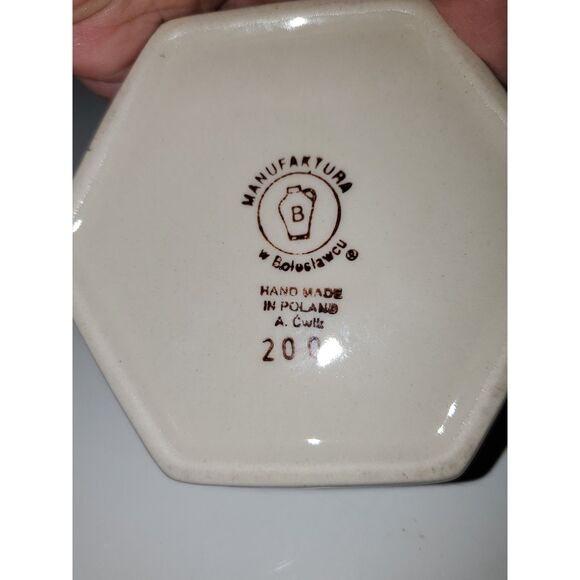 MANUFAKTURA
B
w Bolesławcu ®
HAND MADE
IN POLAND
A. Ćwik
200